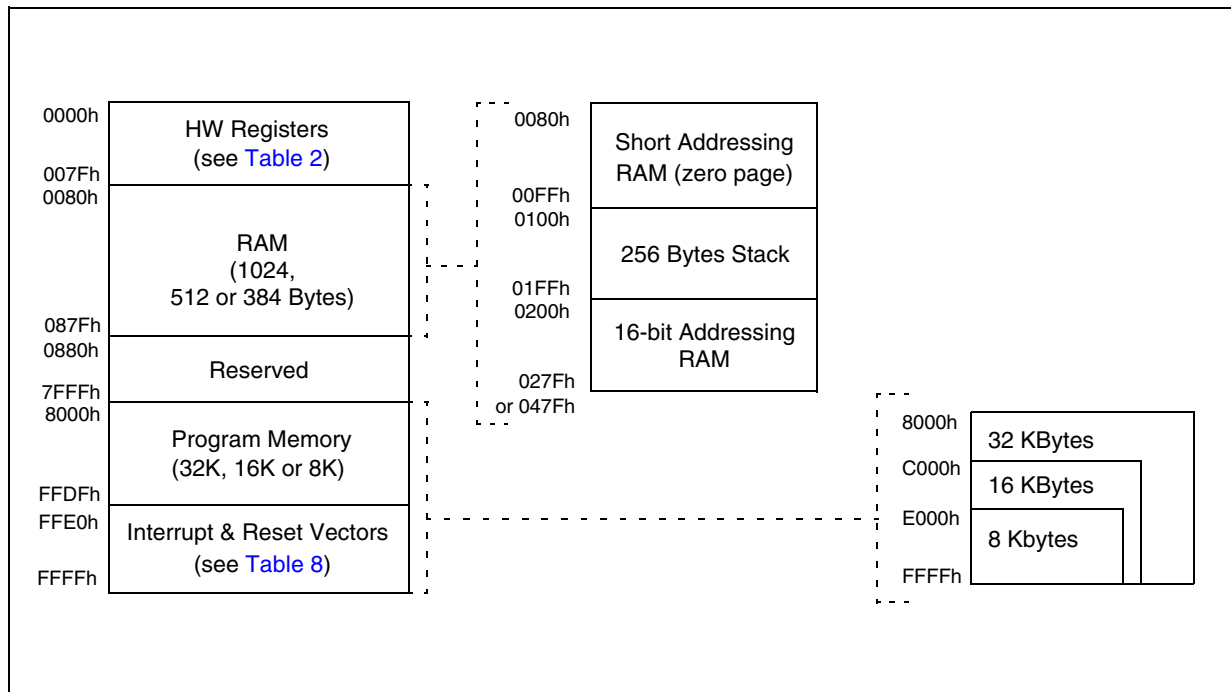 0000h
HW Registers
(see Table 2)
007Fh
0080h
RAM
(1024,
512 or 384 Bytes)
087Fh
0880h
Reserved
7FFFh
8000h
Program Memory
(32K, 16K or 8K)
FFDFh
FFE0h
Interrupt & Reset Vectors
(see Table 8)
FFFFh
0080h
Short Addressing
RAM (zero page)
00FFh
0100h
256 Bytes Stack
01FFh
0200h
16-bit Addressing
RAM
027Fh
or 047Fh
8000h
32 KBytes
C000h
16 KBytes
E000h
8 Kbytes
FFFFh